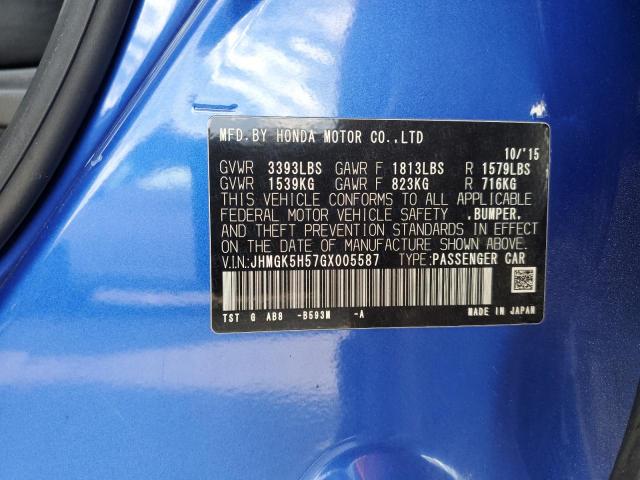 MFD.BY HONDA MOTOR CO.,LTD
10/'15
GVWR 3393LBS GAWR F 1813LBS R 1579LBS
GVWR 1539KG GAWR F 823KG R 716KG
THIS VEHICLE CONFORMS TO ALL APPLICABLE
FEDERAL MOTOR VEHICLE SAFETY .BUMPER.
AND THEFT PREVENTION STANDARDS IN EFFECT
ON THE DATE OF MANUFACTURE SHOWN ABOVE.
V.I.N:JHMGK5H57GX005587 TYPE:PASSENGER CAR
TST G AB8 -B593M -A
MADE IN JAPAN